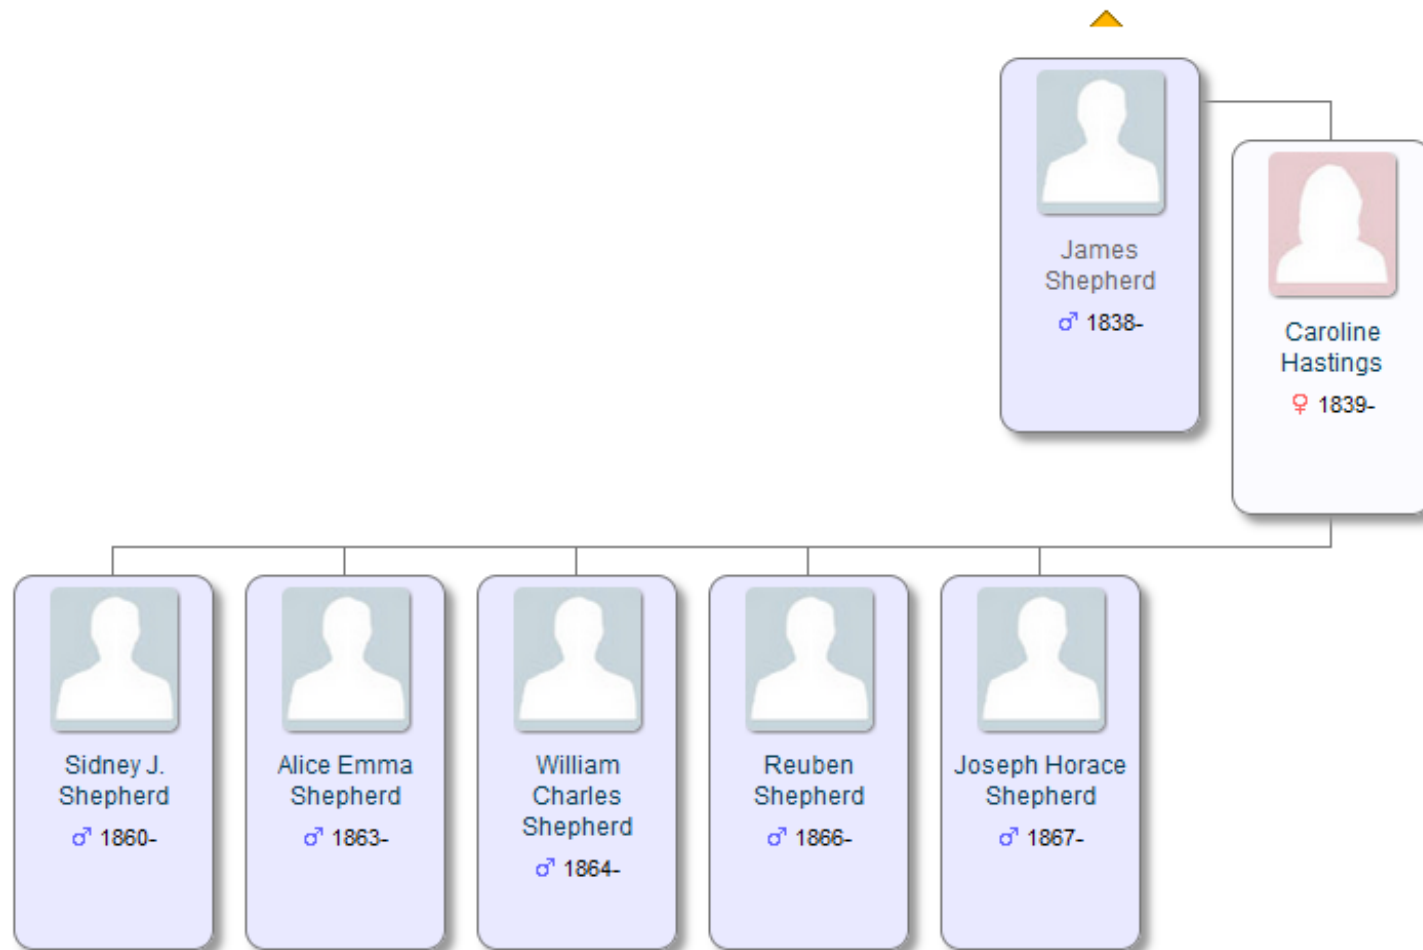 James
Shepherd
♂ 1838-
Caroline
Hastings
♀ 1839-
Sidney J.
Shepherd
♂ 1860-
Alice Emma
Shepherd
♂ 1863-
William
Charles
Shepherd
♂ 1864-
Reuben
Shepherd
♂ 1866-
Joseph Horace
Shepherd
♂ 1867-